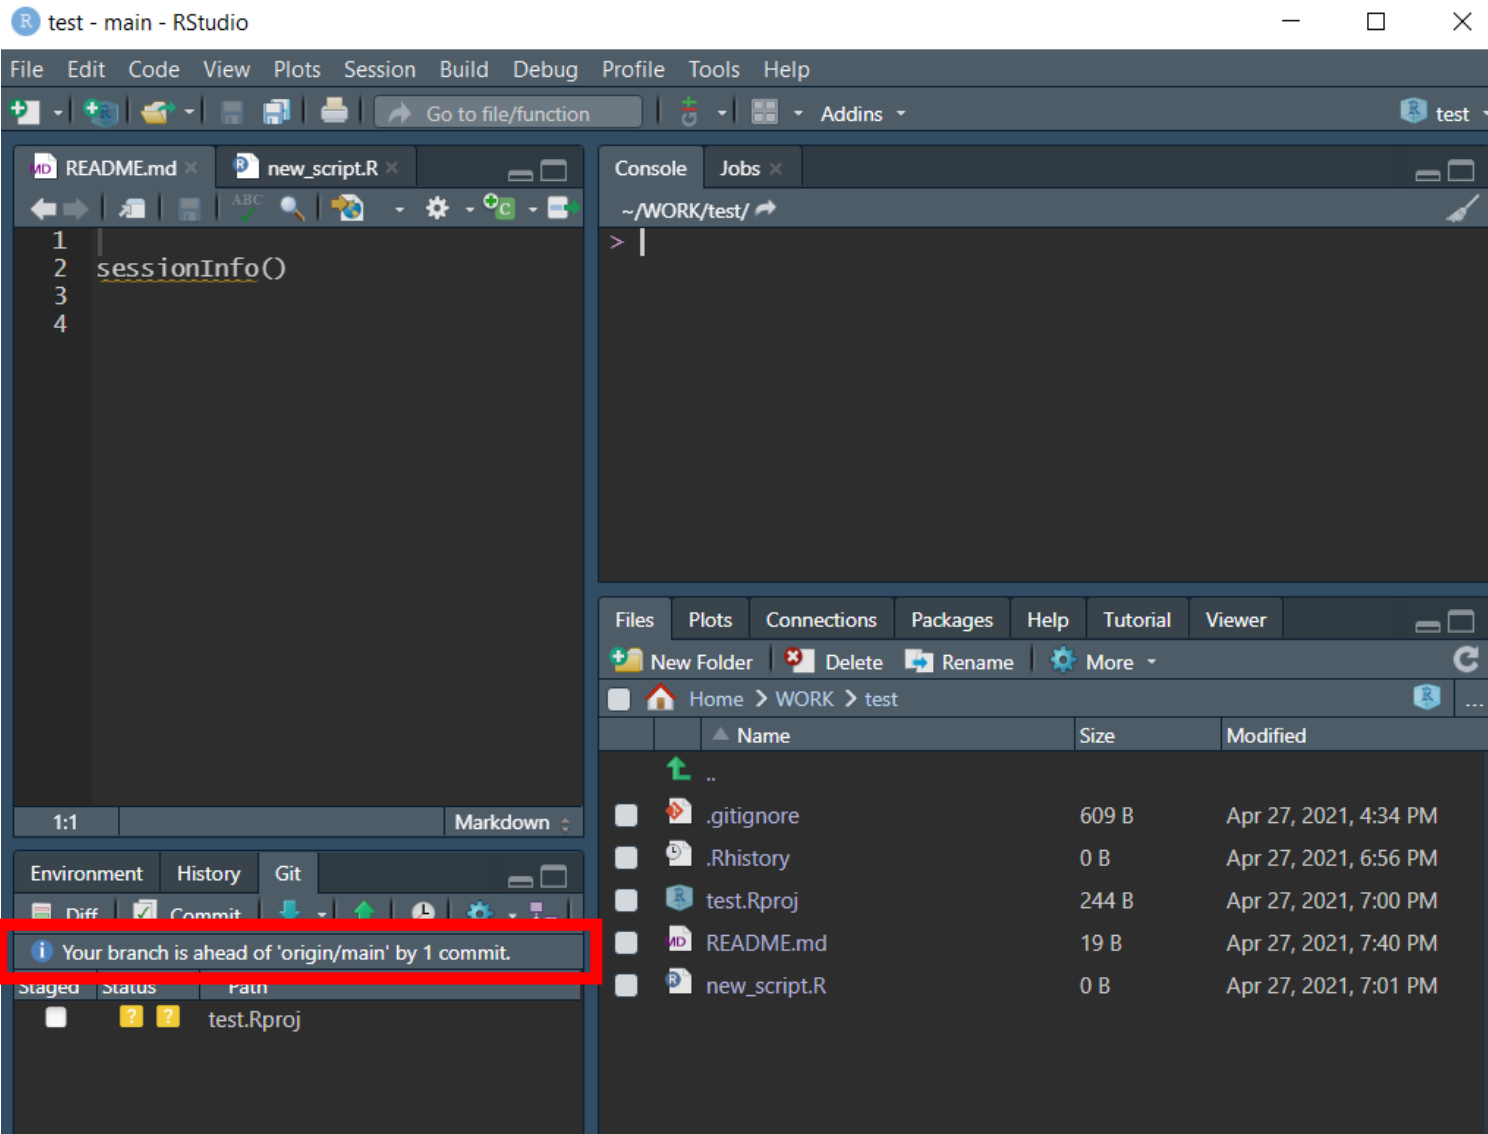 test - main - RStudio
File Edit Code View Plots Session Build Debug Profile Tools Help
Go to file/function Addins test
README.md new_script.R
ABC
1
2 sessionInfo()
3
4
1:1 Markdown
Console Jobs
~/WORK/test/
>
Environment History Git
Diff Commit
Your branch is ahead of 'origin/main' by 1 commit.
Staged Status Path
? ? test.Rproj
Files Plots Connections Packages Help Tutorial Viewer
New Folder Delete Rename More
Home WORK test ...
Name Size Modified
..
.gitignore 609 B Apr 27, 2021, 4:34 PM
.Rhistory 0 B Apr 27, 2021, 6:56 PM
test.Rproj 244 B Apr 27, 2021, 7:00 PM
README.md 19 B Apr 27, 2021, 7:40 PM
new_script.R 0 B Apr 27, 2021, 7:01 PM